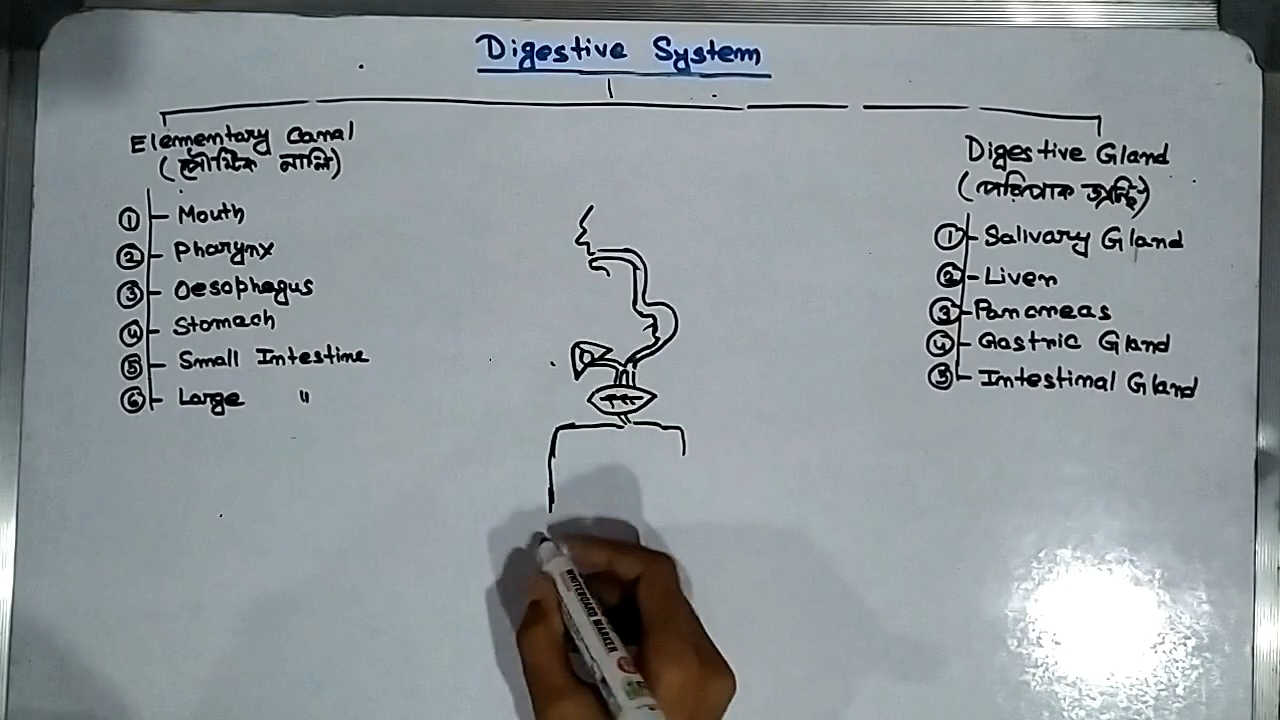 Digestive System
Elementary Canal
(পৌষ্টিক নালি)
① Mouth
② Pharynx
③ Oesophagus
④ Stomach
⑤ Small Intestine
⑥ Large "
Digestive Gland
(পরিপাক গ্রন্থি)
① Salivary Gland
② Liver
③ Pancreas
④ Gastric Gland
⑤ Intestinal Gland
WHITEBOARD MARKER